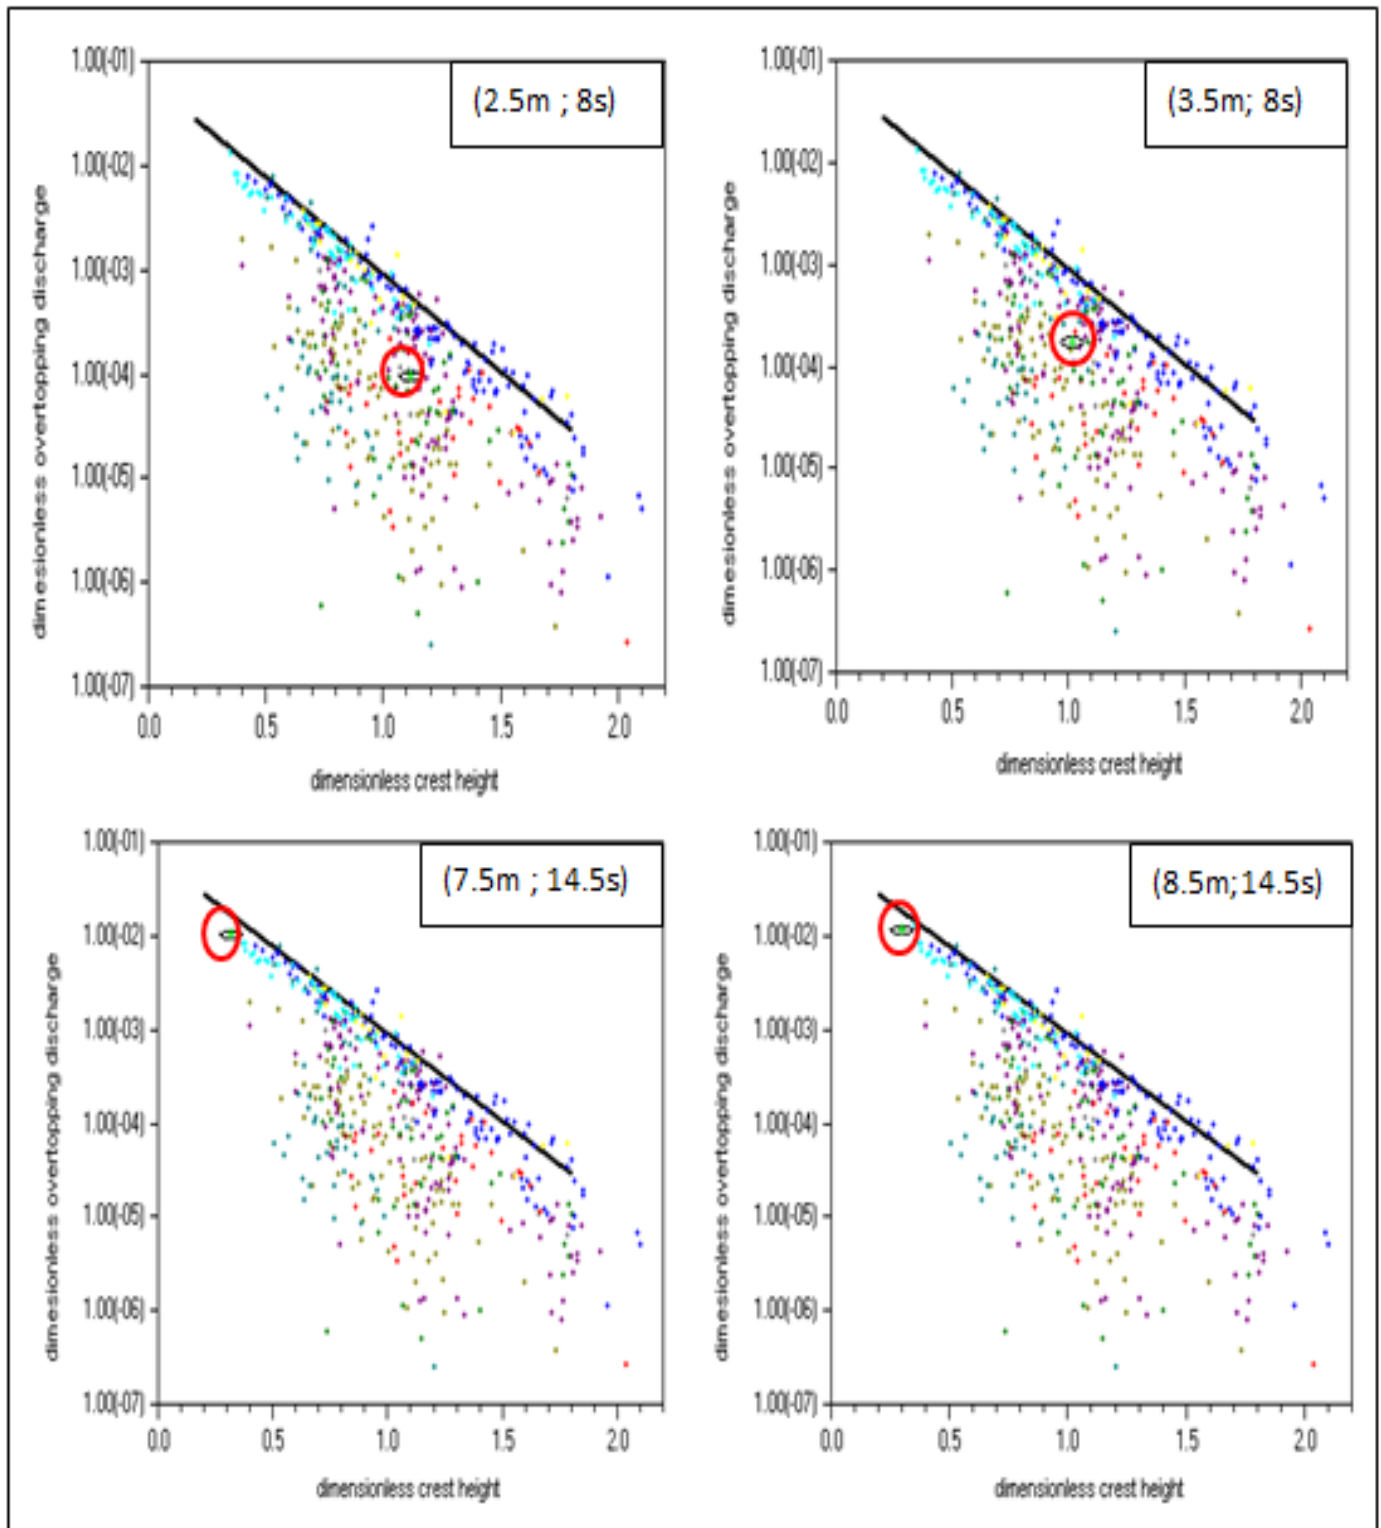 (2.5m ; 8s)
1.00(-01)
1.00(-02)
1.00(-03)
1.00(-04)
1.00(-05)
1.00(-06)
1.00(-07)
dimesionless overtopping discharge
0.0 0.5 1.0 1.5 2.0
dimensionless crest height
(3.5m; 8s)
1.00(-01)
1.00(-02)
1.00(-03)
1.00(-04)
1.00(-05)
1.00(-06)
1.00(-07)
dimesionless overtopping discharge
0.0 0.5 1.0 1.5 2.0
dimensionless crest height
(7.5m ; 14.5s)
1.00(-01)
1.00(-02)
1.00(-03)
1.00(-04)
1.00(-05)
1.00(-06)
1.00(-07)
dimesionless overtopping discharge
0.0 0.5 1.0 1.5 2.0
dimensionless crest height
(8.5m;14.5s)
1.00(-01)
1.00(-02)
1.00(-03)
1.00(-04)
1.00(-05)
1.00(-06)
1.00(-07)
dimesionless overtopping discharge
0.0 0.5 1.0 1.5 2.0
dimensionless crest height